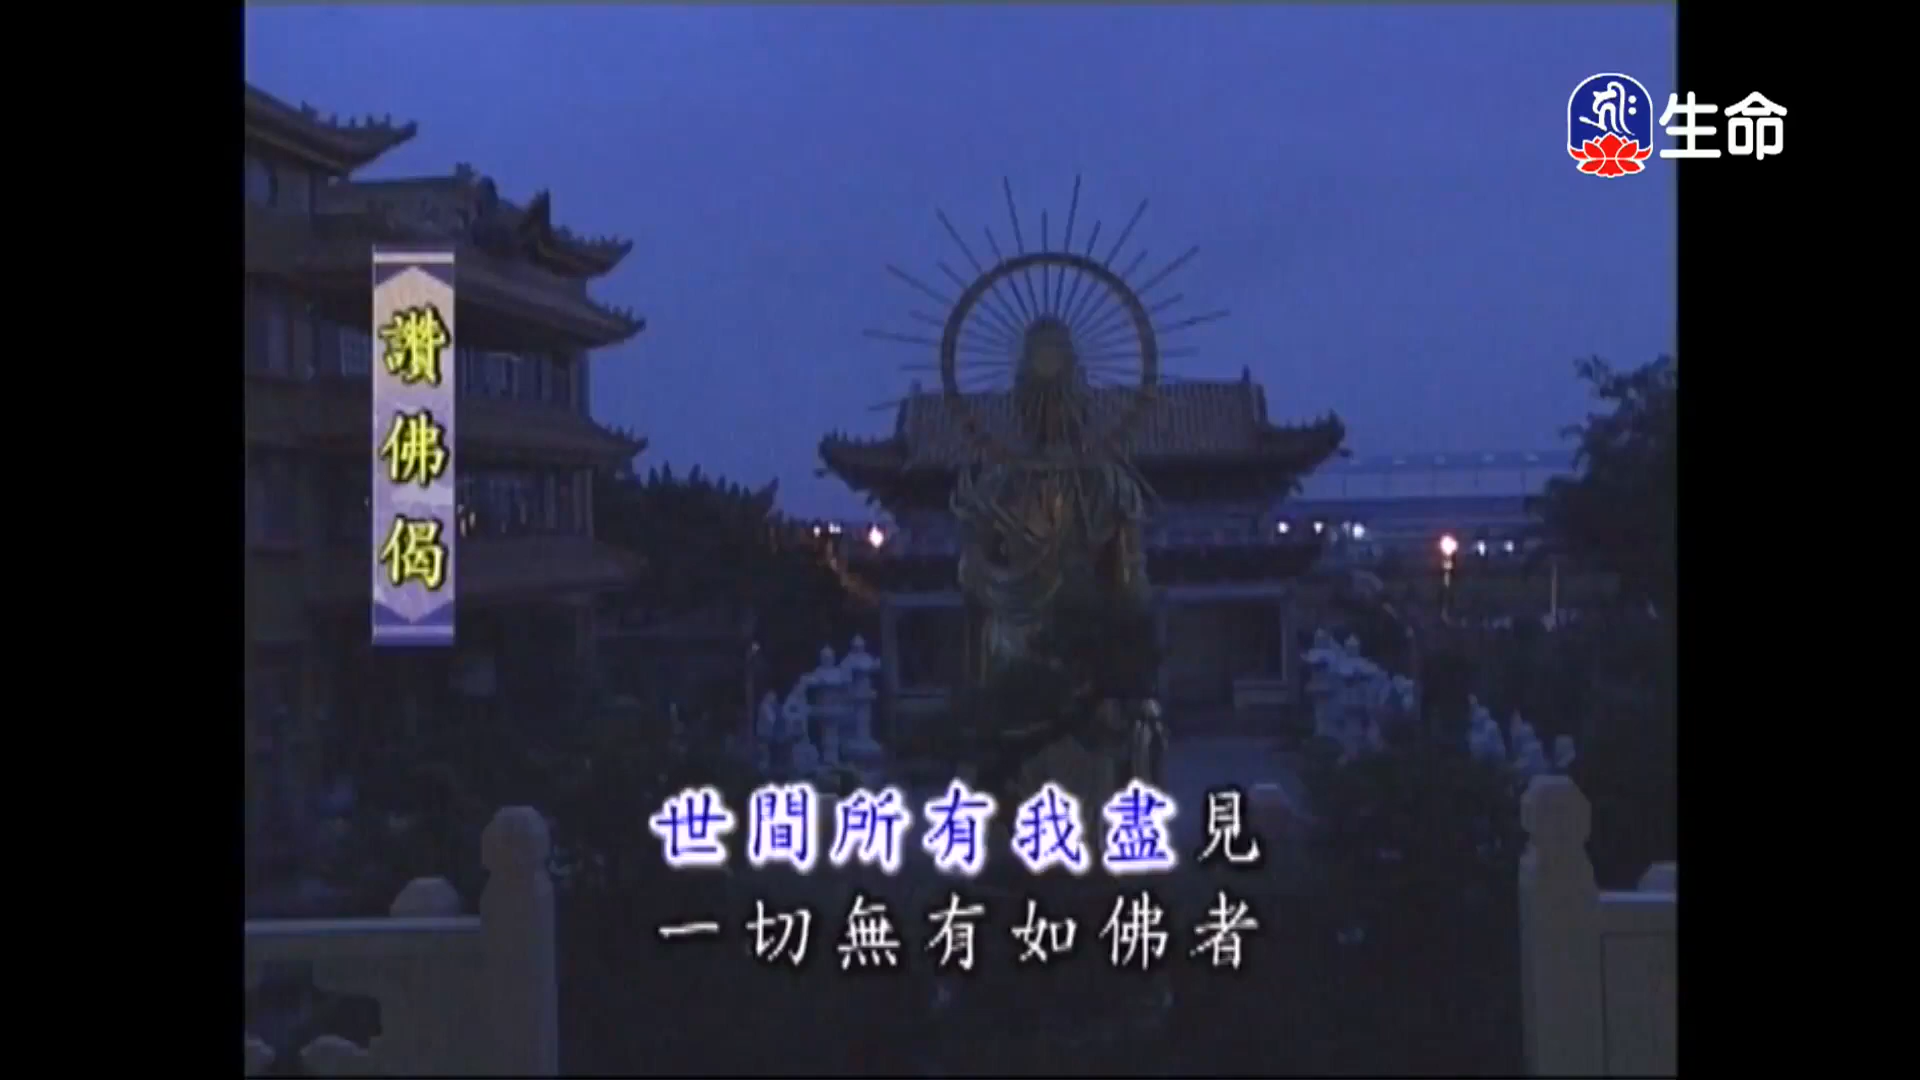 生命
讚佛偈
世間所有我盡見
一切無有如佛者